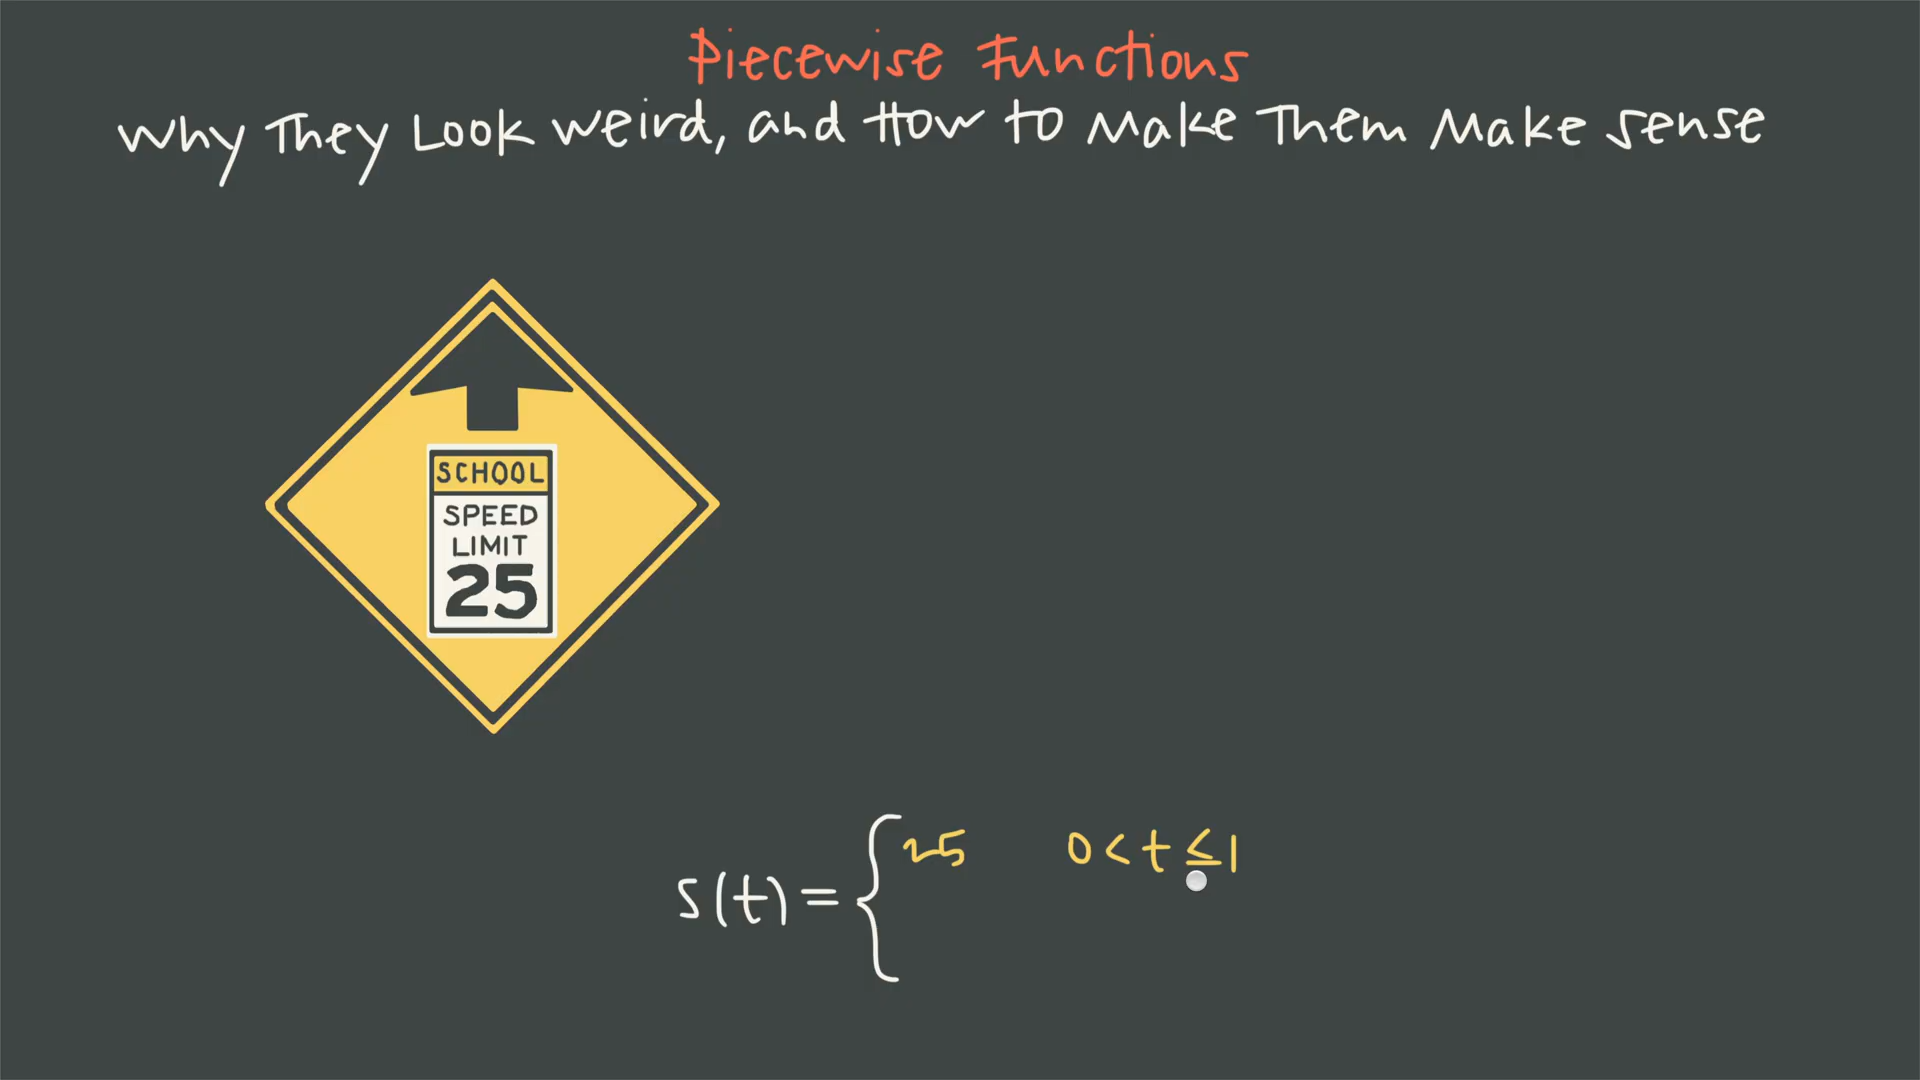 Piecewise Functions
Why They Look Weird, and How to Make Them Make Sense
SCHOOL
SPEED
LIMIT
25
s(t) = { 25 0 < t ≤ 1